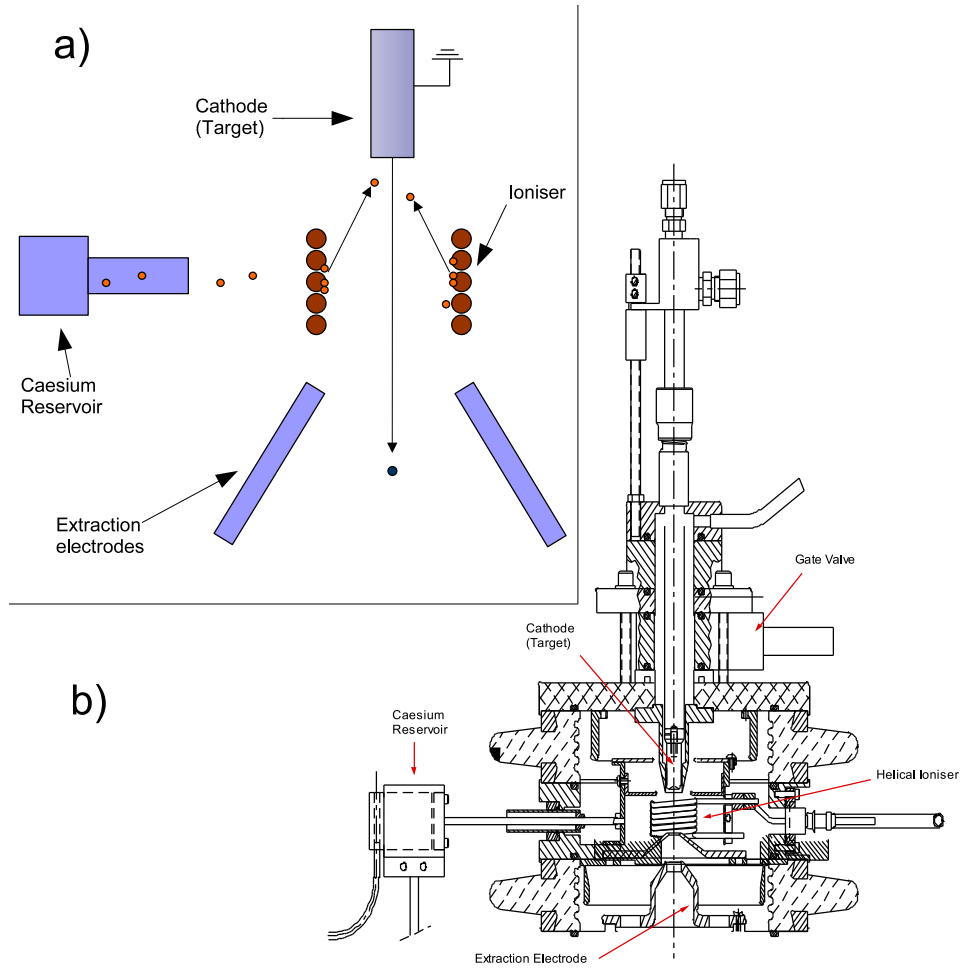 a)
Cathode
(Target)
Ioniser
Caesium
Reservoir
Extraction
electrodes
b)
Gate Valve
Cathode
(Target)
Caesium
Reservoir
Helical Ioniser
Extraction Electrode